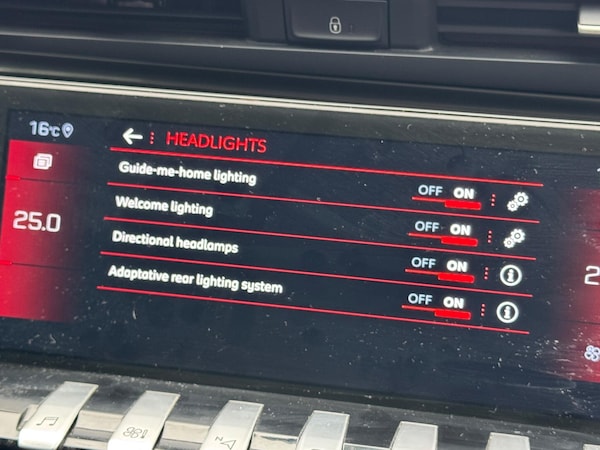 16°C
HEADLIGHTS
Guide-me-home lighting OFF ON
Welcome lighting OFF ON
25.0
Directional headlamps OFF ON
Adaptative rear lighting system OFF ON